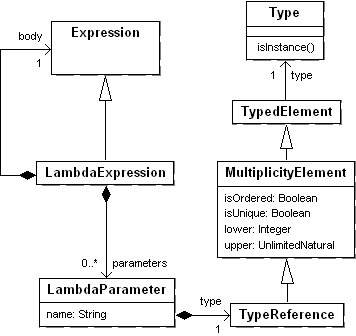 Expression
body
1
LambdaExpression
0..*
parameters
LambdaParameter
name: String
type
1
Type
isInstance()
1
type
TypedElement
MultiplicityElement
isOrdered: Boolean
isUnique: Boolean
lower: Integer
upper: UnlimitedNatural
TypeReference